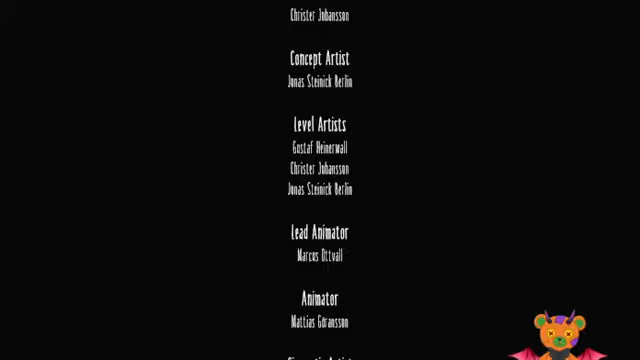 Christer Johansson
Concept Artist
Jonas Steinick Berlin
Level Artists
Gustaf Heinerwall
Christer Johansson
Jonas Steinick Berlin
Lead Animator
Marcus Ottvall
Animator
Mattias Göransson